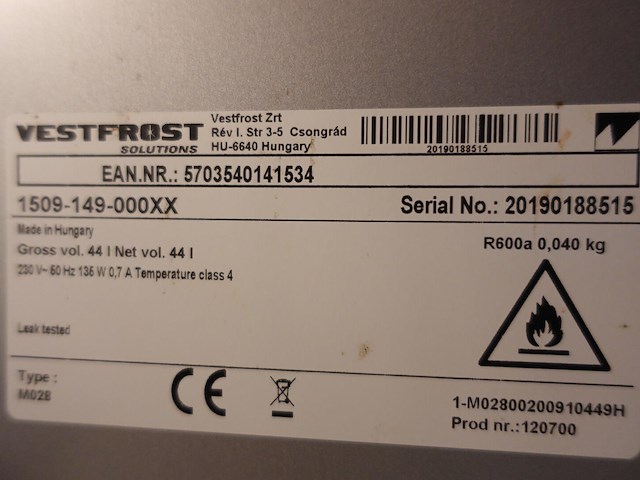 VESTFROST
SOLUTIONS
Vestfrost Zrt
Rév I. Str 3-5 Csongrád
HU-6640 Hungary
20190188515
EAN.NR.: 5703540141534
1509-149-000XX
Serial No.: 20190188515
Made in Hungary
Gross vol. 44 l Net vol. 44 l
R600a 0,040 kg
230 V~ 50 Hz 135 W 0,7 A Temperature class 4
Leak tested
Type :
M028
CE
1-M02800200910449H
Prod nr.:120700